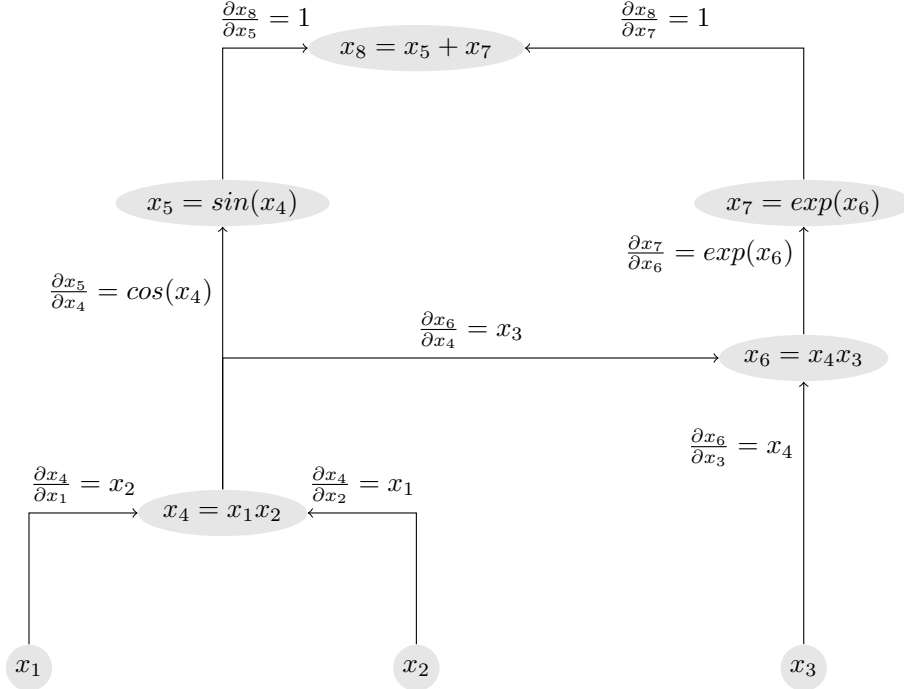 ∂x₈/∂x₅ = 1
∂x₈/∂x₇ = 1
x₈ = x₅ + x₇
x₅ = sin(x₄)
x₇ = exp(x₆)
∂x₇/∂x₆ = exp(x₆)
∂x₅/∂x₄ = cos(x₄)
∂x₆/∂x₄ = x₃
x₆ = x₄x₃
∂x₆/∂x₃ = x₄
∂x₄/∂x₁ = x₂
∂x₄/∂x₂ = x₁
x₄ = x₁x₂
x₁
x₂
x₃